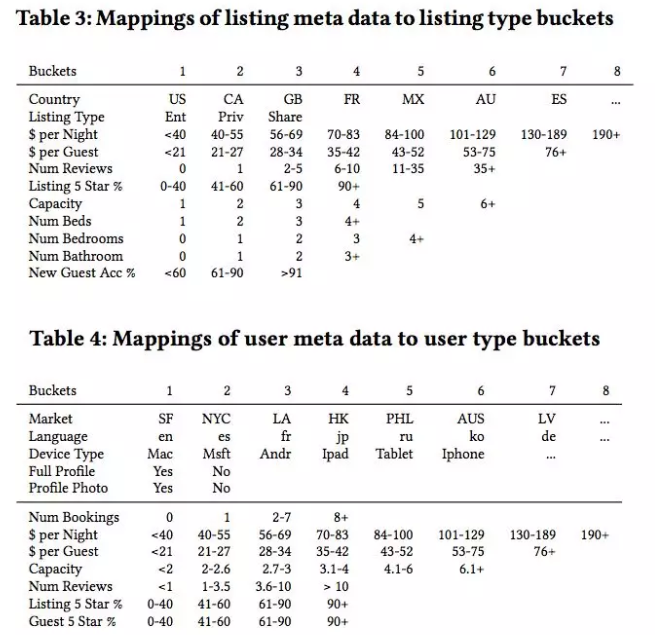 Table 3: Mappings of listing meta data to listing type buckets
Buckets 1 2 3 4 5 6 7 8
Country US CA GB FR MX AU ES ...
Listing Type Ent Priv Share
$ per Night <40 40-55 56-69 70-83 84-100 101-129 130-189 190+
$ per Guest <21 21-27 28-34 35-42 43-52 53-75 76+
Num Reviews 0 1 2-5 6-10 11-35 35+
Listing 5 Star % 0-40 41-60 61-90 90+
Capacity 1 2 3 4 5 6+
Num Beds 1 2 3 4+
Num Bedrooms 0 1 2 3 4+
Num Bathroom 0 1 2 3+
New Guest Acc % <60 61-90 >91
Table 4: Mappings of user meta data to user type buckets
Buckets 1 2 3 4 5 6 7 8
Market SF NYC LA HK PHL AUS LV ...
Language en es fr jp ru ko de ...
Device Type Mac Msft Andr Ipad Tablet Iphone ...
Full Profile Yes No
Profile Photo Yes No
Num Bookings 0 1 2-7 8+
$ per Night <40 40-55 56-69 70-83 84-100 101-129 130-189 190+
$ per Guest <21 21-27 28-34 35-42 43-52 53-75 76+
Capacity <2 2-2.6 2.7-3 3.1-4 4.1-6 6.1+
Num Reviews <1 1-3.5 3.6-10 > 10
Listing 5 Star % 0-40 41-60 61-90 90+
Guest 5 Star % 0-40 41-60 61-90 90+